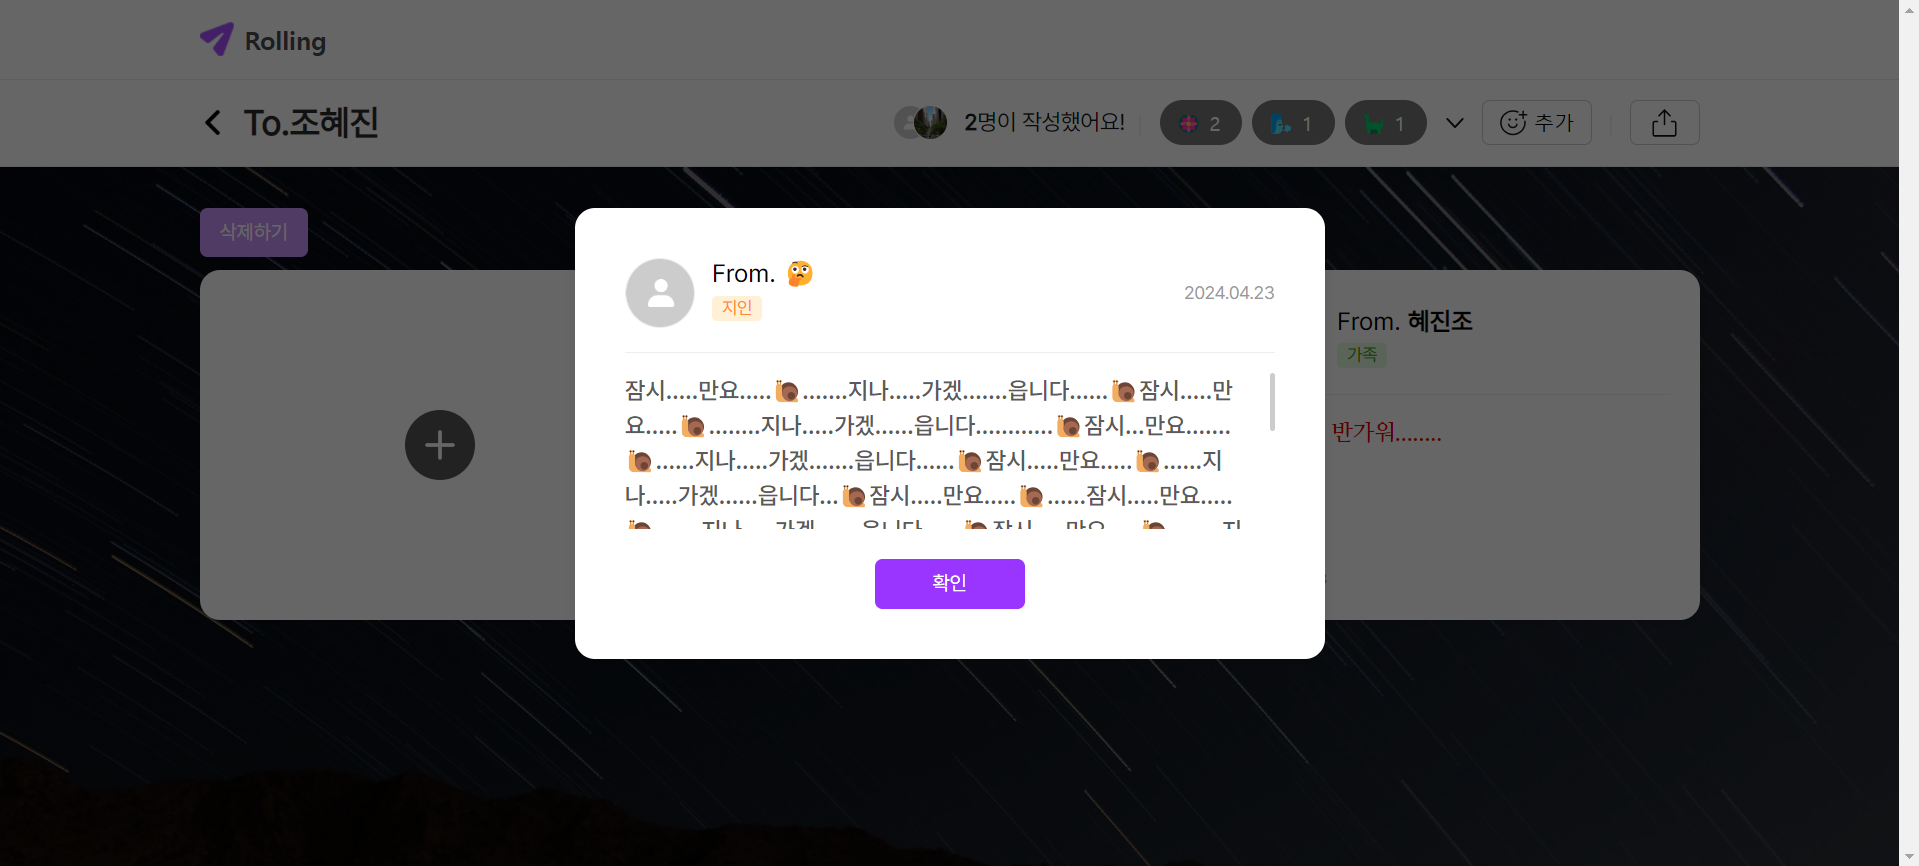 Rolling
To.조혜진
2명이 작성했어요!
2
1
1
추가
삭제하기
From. 🤔
지인
2024.04.23
잠시.....만요.....🐌.......지나.....가겠.......읍니다......🐌잠시.....만
요.....🐌........지나.....가겠......읍니다............🐌잠시...만요.......
🐌......지나.....가겠.......읍니다......🐌잠시.....만요.....🐌......지
나.....가겠......읍니다...🐌잠시.....만요.....🐌......잠시.....만요.....
확인
From. 혜진조
가족
반가워........